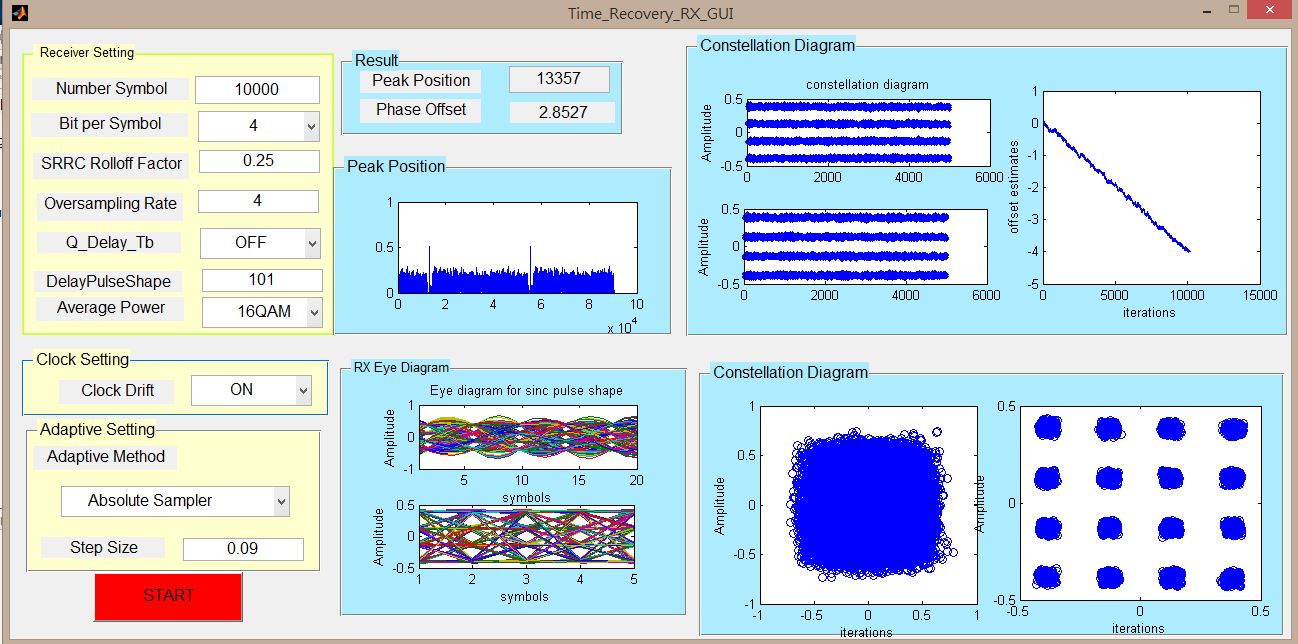 Time_Recovery_RX_GUI
Receiver Setting
Number Symbol
10000
Bit per Symbol
4
SRRC Rolloff Factor
0.25
Oversampling Rate
4
Q_Delay_Tb
OFF
DelayPulseShape
101
Average Power
16QAM
Clock Setting
Clock Drift
ON
Adaptive Setting
Adaptive Method
Absolute Sampler
Step Size
0.09
START
Result
Peak Position
13357
Phase Offset
2.8527
Peak Position
1
0.5
0
0 2 4 6 8 10
x 10^4
RX Eye Diagram
Eye diagram for sinc pulse shape
Amplitude
1
0
-1
5 10 15 20
symbols
Amplitude
0.5
0
-0.5
1 2 3 4 5
symbols
Constellation Diagram
constellation diagram
Amplitude
0.5
0
-0.5
0 2000 4000 6000
Amplitude
0.5
0
-0.5
0 2000 4000 6000
offset estimates
1
0
-1
-2
-3
-4
-5
0 5000 10000 15000
iterations
Constellation Diagram
Amplitude
1
0.5
0
-0.5
-1
-1 -0.5 0 0.5 1
iterations
Amplitude
0.5
0
-0.5
-0.5 0 0.5
iterations